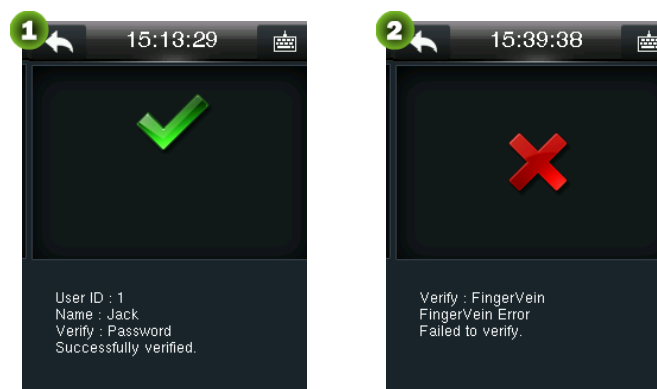 1
15:13:29
User ID : 1
Name : Jack
Verify : Password
Successfully verified.
2
15:39:38
Verify : FingerVein
FingerVein Error
Failed to verify.